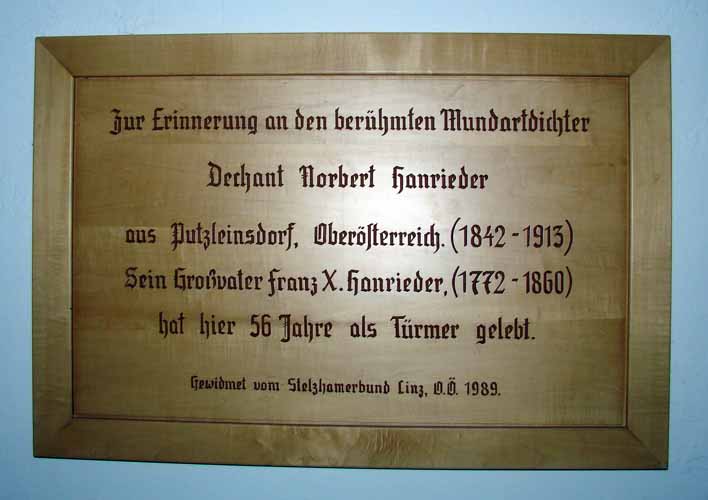 Zur Erinnerung an den berühmten Mundartdichter
Dechant Norbert Hanrieder
aus Putzleinsdorf, Oberösterreich. (1842 - 1913)
Sein Großvater Franz X. Hanrieder, (1772 - 1860)
hat hier 56 Jahre als Türmer gelebt.
Gewidmet vom Stelzhamerbund Linz, O.Ö. 1989.